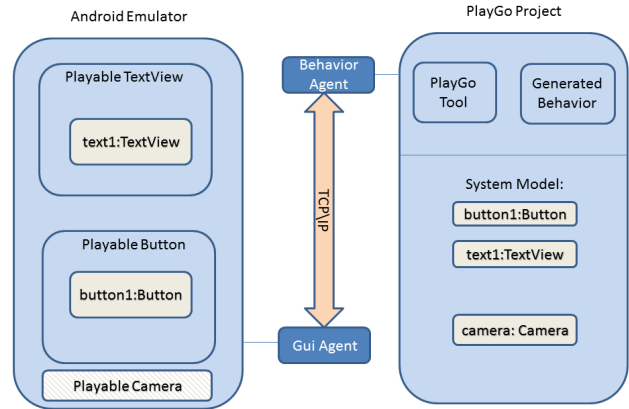 Android Emulator
Playable TextView
text1:TextView
Playable Button
button1:Button
Playable Camera
Behavior
Agent
TCP\IP
Gui Agent
PlayGo Project
PlayGo
Tool
Generated
Behavior
System Model:
button1:Button
text1:TextView
camera: Camera